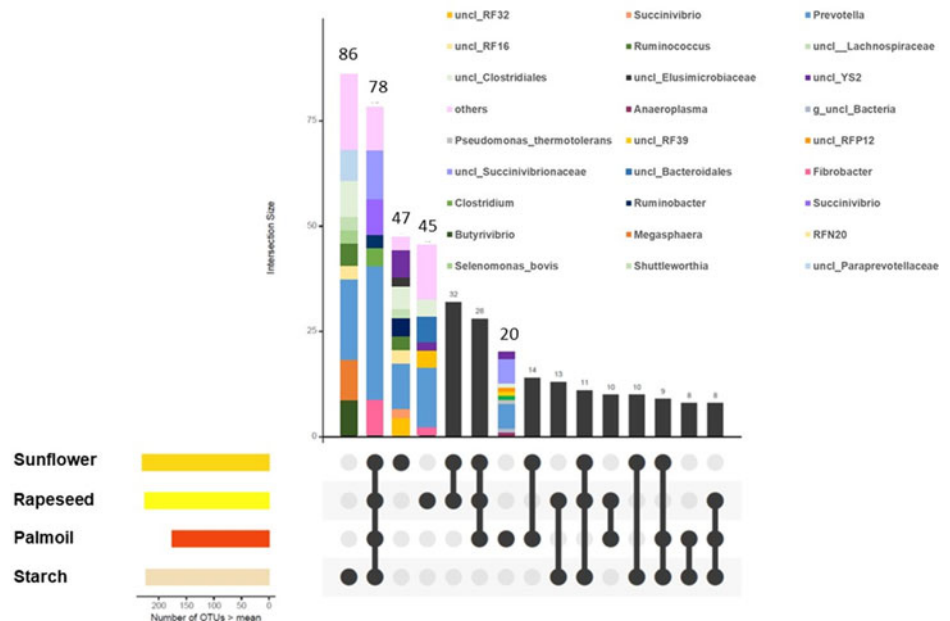 uncl_RF32 Succinivibrio Prevotella
uncl_RF16 Ruminococcus uncl__Lachnospiraceae
uncl_Clostridiales uncl_Elusimicrobiaceae uncl_YS2
others Anaeroplasma g_uncl_Bacteria
Pseudomonas_thermotolerans uncl_RF39 uncl_RFP12
uncl_Succinivibrionaceae uncl_Bacteroidales Fibrobacter
Clostridium Ruminobacter Succinivibrio
Butyrivibrio Megasphaera RFN20
Selenomonas_bovis Shuttleworthia uncl_Paraprevotellaceae
86
78
47
45
32
28
20
14
13
11
10
10
9
8
8
75
50
25
0
Intersection Size
Sunflower
Rapeseed
Palmoil
Starch
200 150 100 50 0
Number of OTUs > mean